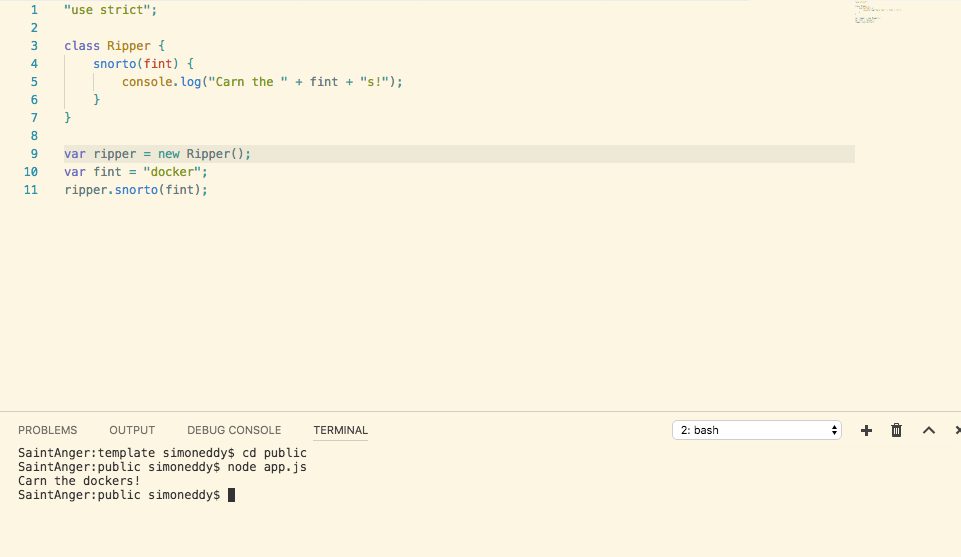 1 "use strict";
2
3 class Ripper {
4 snorto(fint) {
5 console.log("Carn the " + fint + "s!");
6 }
7 }
8
9 var ripper = new Ripper();
10 var fint = "docker";
11 ripper.snorto(fint);
PROBLEMS OUTPUT DEBUG CONSOLE TERMINAL 2: bash
SaintAnger:template simoneddy$ cd public
SaintAnger:public simoneddy$ node app.js
Carn the dockers!
SaintAnger:public simoneddy$